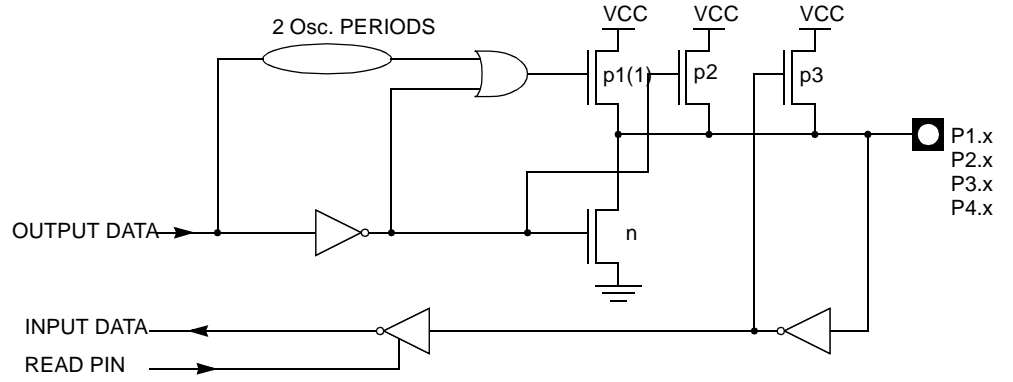 VCC VCC VCC
2 Osc. PERIODS
p1(1) p2 p3
P1.x
P2.x
P3.x
P4.x
OUTPUT DATA
n
INPUT DATA
READ PIN